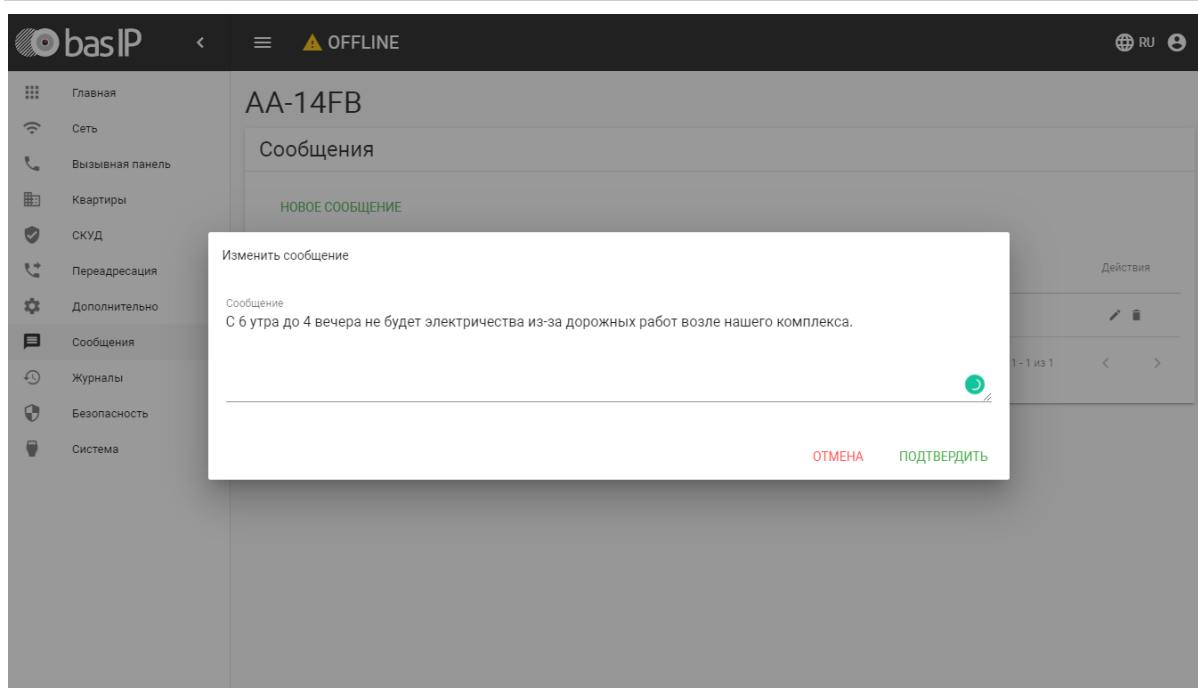 basIP
OFFLINE
RU
Главная
Сеть
Вызывная панель
Квартиры
СКУД
Переадресация
Дополнительно
Сообщения
Журналы
Безопасность
Система
AA-14FB
Сообщения
НОВОЕ СООБЩЕНИЕ
Действия
1 - 1 из 1
Изменить сообщение
Сообщение
С 6 утра до 4 вечера не будет электричества из-за дорожных работ возле нашего комплекса.
ОТМЕНА ПОДТВЕРДИТЬ